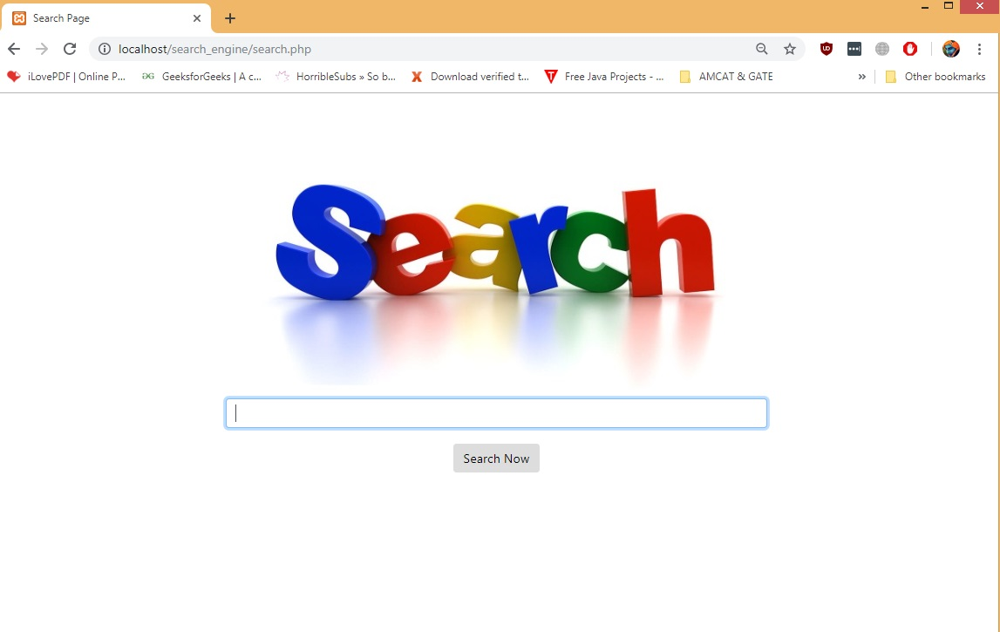 Search Page
localhost/search_engine/search.php
iLovePDF | Online P...
GeeksforGeeks | A c...
HorribleSubs » So b...
Download verified t...
Free Java Projects - ...
AMCAT & GATE
»
Other bookmarks
Search
Search Now